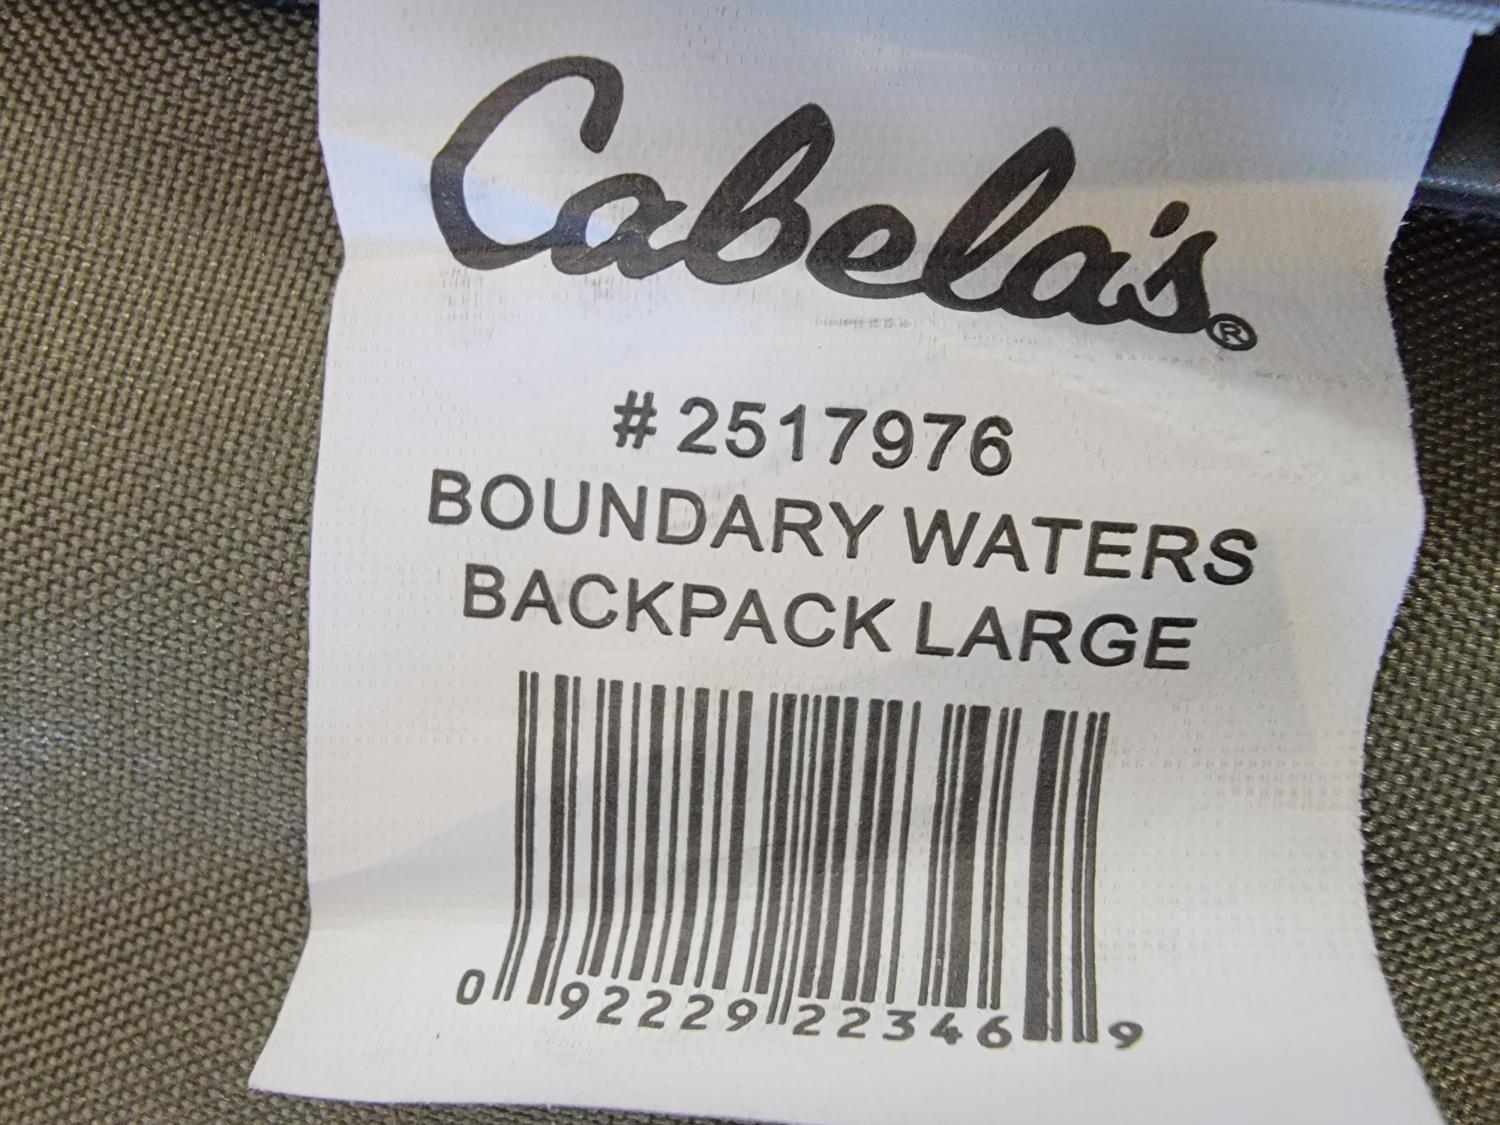 Cabela's®
# 2517976
BOUNDARY WATERS
BACKPACK LARGE
0 92229 22346 9